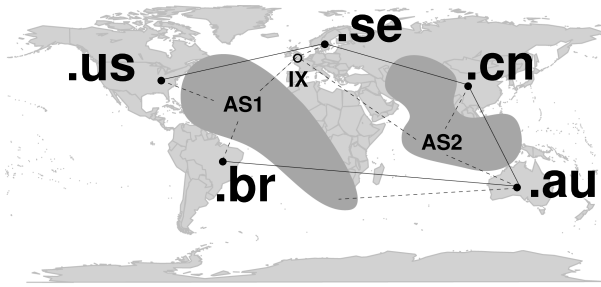 .se
.us
.cn
IX
AS1
AS2
.br
.au